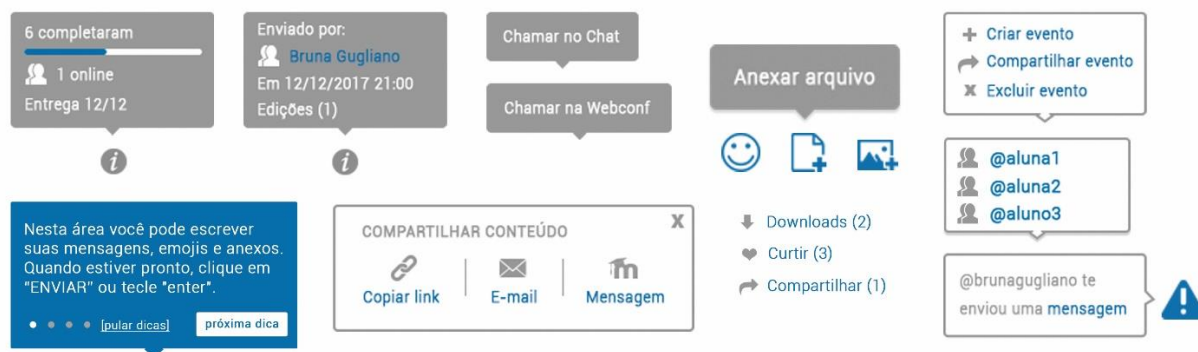 6 completaram
1 online
Entrega 12/12
Enviado por:
Bruna Gugliano
Em 12/12/2017 21:00
Edições (1)
Chamar no Chat
Chamar na Webconf
Anexar arquivo
Criar evento
Compartilhar evento
Excluir evento
@aluna1
@aluna2
@aluno3
Nesta área você pode escrever
suas mensagens, emojis e anexos.
Quando estiver pronto, clique em
"ENVIAR" ou tecle "enter".
[pular dicas]
próxima dica
COMPARTILHAR CONTEÚDO
X
Copiar link
E-mail
Mensagem
Downloads (2)
Curtir (3)
Compartilhar (1)
@brunagugliano te
enviou uma mensagem